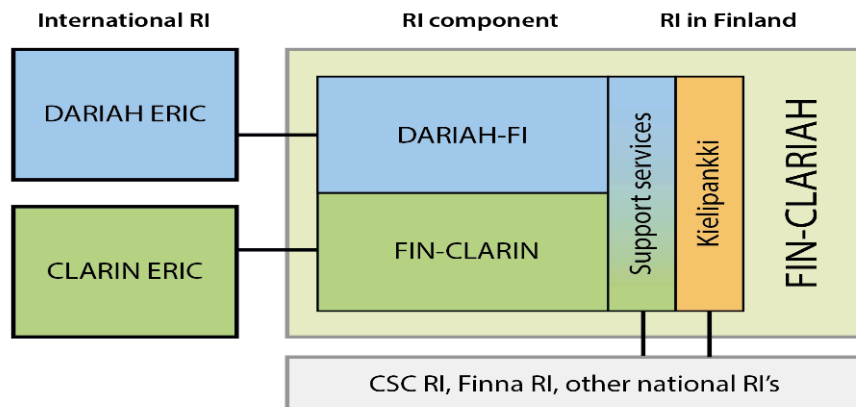 International RI
RI component
RI in Finland
DARIAH ERIC
DARIAH-FI
CLARIN ERIC
FIN-CLARIN
Support services
Kielipankki
FIN-CLARIAH
CSC RI, Finna RI, other national RI's